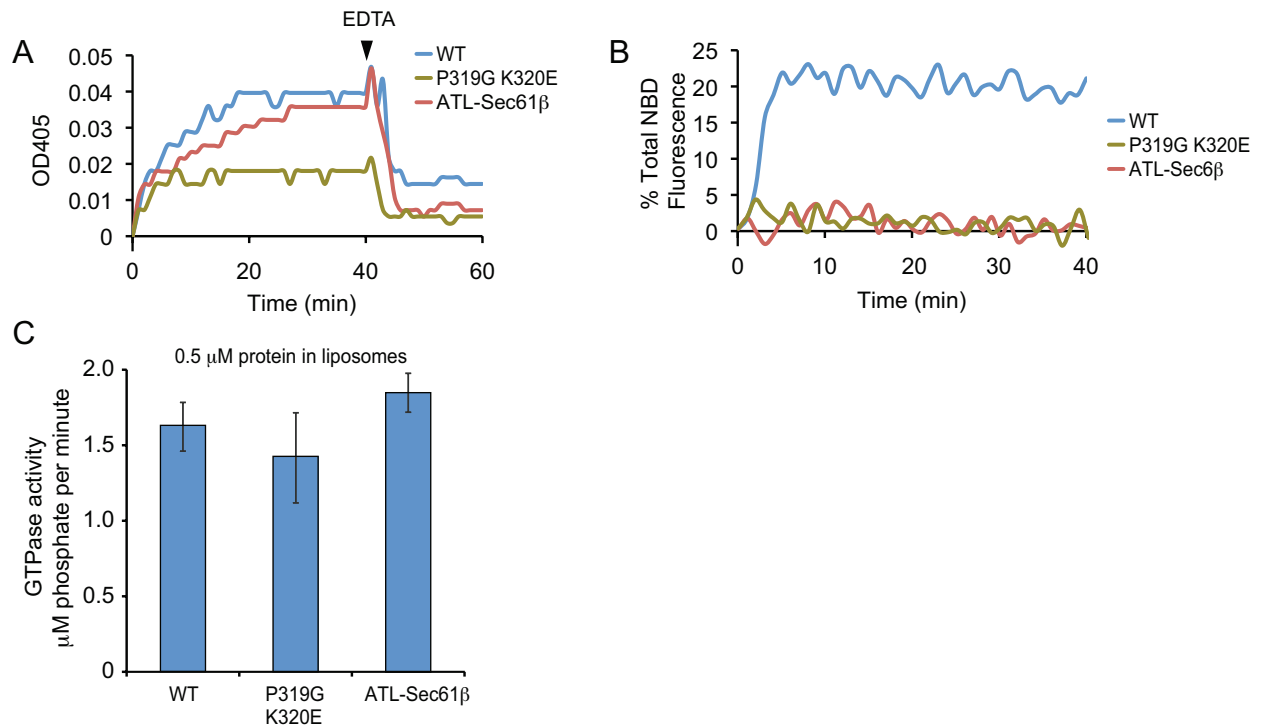 A
EDTA
WT
P319G K320E
ATL-Sec61β
0.05
0.04
0.03
0.02
0.01
0
OD405
0
20
40
60
Time (min)
B
25
20
15
10
5
0
% Total NBD
Fluorescence
WT
P319G K320E
ATL-Sec6β
0
10
20
30
40
Time (min)
C
0.5 μM protein in liposomes
2.0
1.5
1.0
0.5
0
GTPase activity
μM phosphate per minute
WT
P319G
K320E
ATL-Sec61β